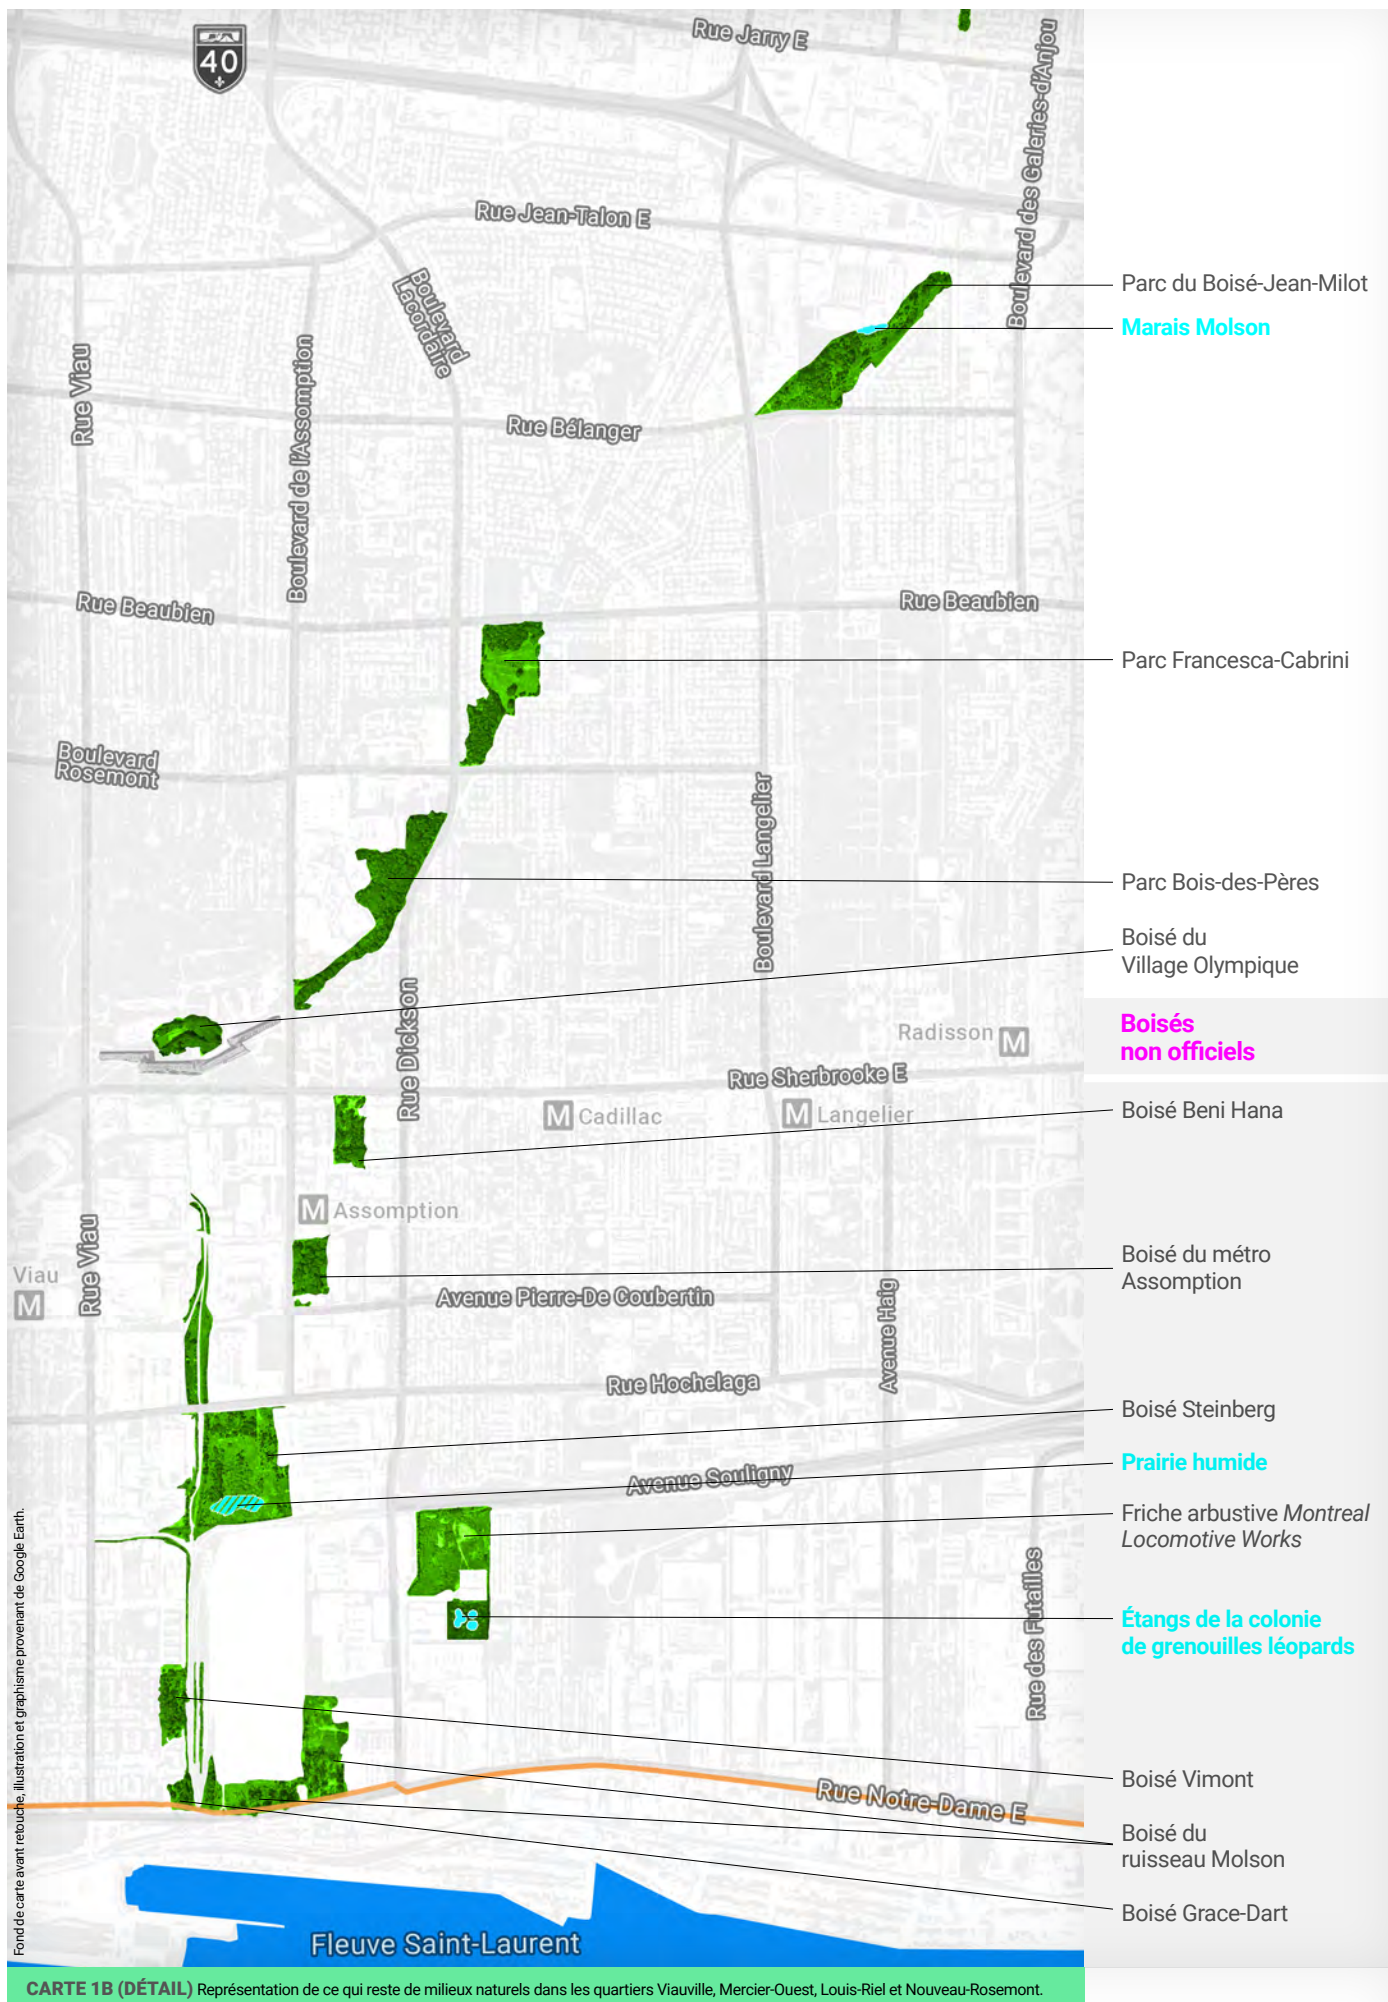 40
Rue Jarry E
Boulevard des Galeries-d'Anjou
Rue Jean-Talon E
Boulevard
Lacordaire
Parc du Boisé-Jean-Milot
Marais Molson
Rue Viau
Boulevard de l'Assomption
Rue Bélanger
Rue Beaubien
Rue Beaubien
Parc Francesca-Cabrini
Boulevard
Rosemont
Boulevard Langelier
Parc Bois-des-Pères
Boisé du
Village Olympique
Rue Dickson
Boisés
non officiels
Radisson M
Rue Sherbrooke E
M Cadillac
M Langelier
Boisé Beni Hana
M Assomption
Rue Viau
Viau
M
Boisé du métro
Assomption
Avenue Pierre-De Coubertin
Avenue Haig
Rue Hochelaga
Boisé Steinberg
Prairie humide
Avenue Souligny
Friche arbustive Montreal
Locomotive Works
Rue des Futailles
Étangs de la colonie
de grenouilles léopards
Boisé Vimont
Rue Notre-Dame E
Boisé du
ruisseau Molson
Boisé Grace-Dart
Fleuve Saint-Laurent
Fond de carte avant retouche, illustration et graphisme provenant de Google Earth.
CARTE 1B (DÉTAIL) Représentation de ce qui reste de milieux naturels dans les quartiers Viauville, Mercier-Ouest, Louis-Riel et Nouveau-Rosemont.